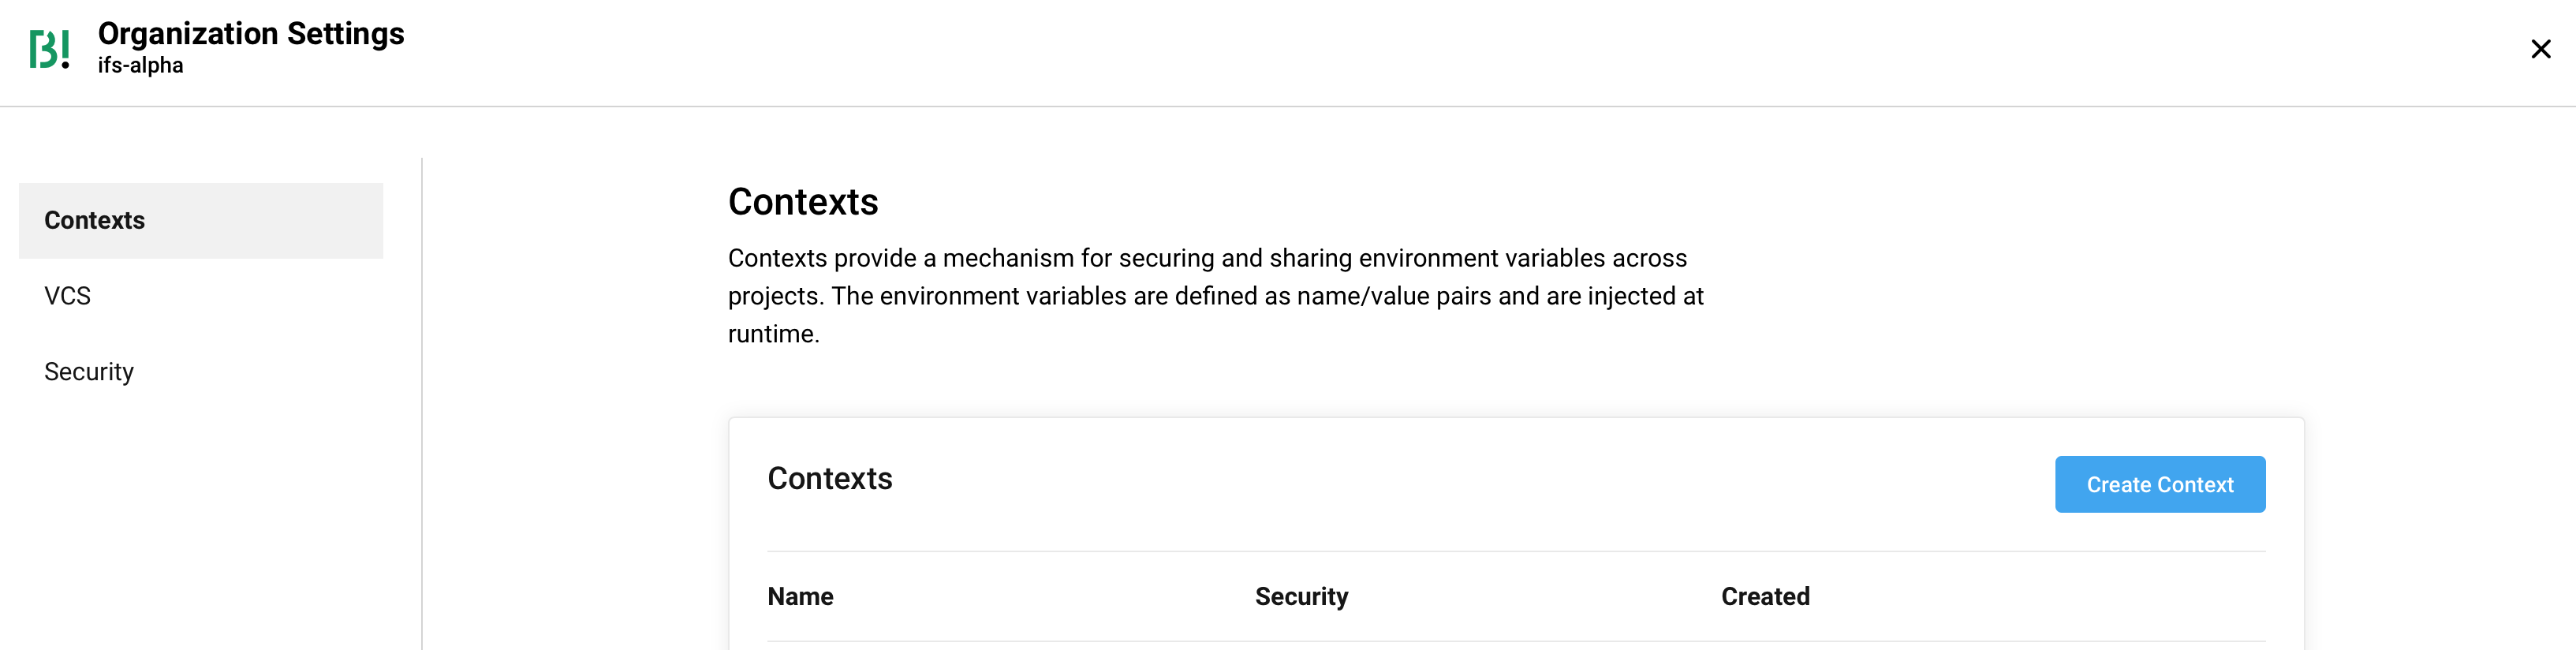 B!
Organization Settings
ifs-alpha
Contexts
VCS
Security
Contexts
Contexts provide a mechanism for securing and sharing environment variables across
projects. The environment variables are defined as name/value pairs and are injected at
runtime.
Contexts
Create Context
Name Security Created